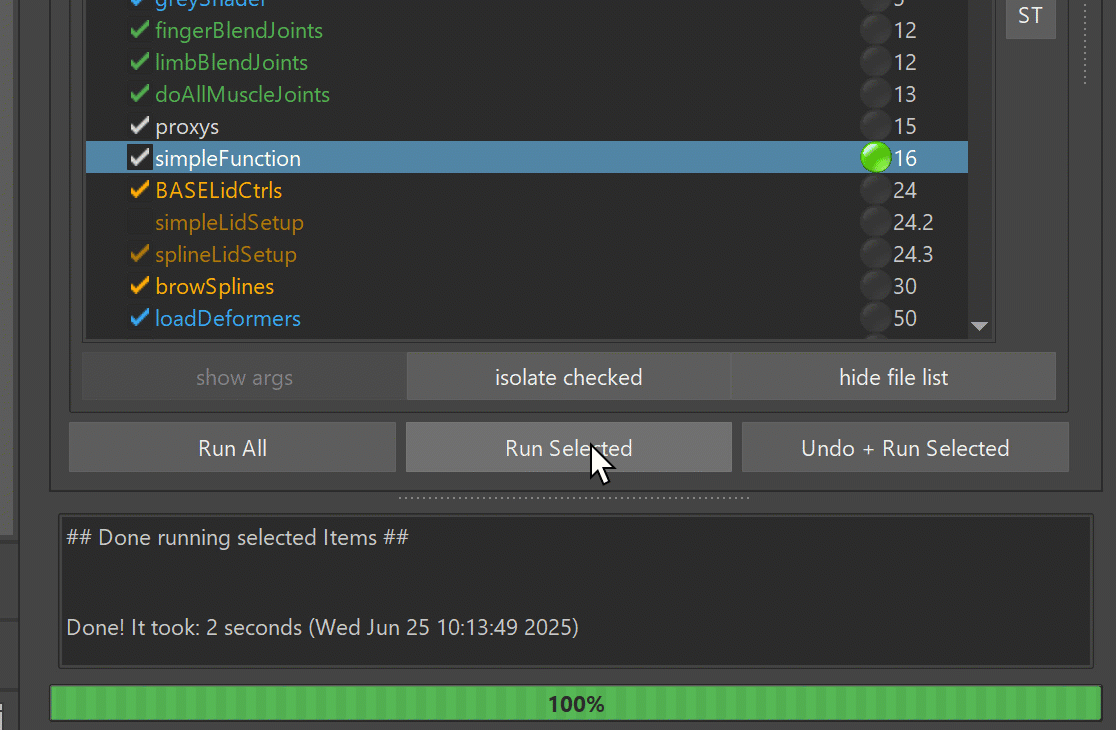 greyShader
ST
fingerBlendJoints 12
limbBlendJoints 12
doAllMuscleJoints 13
proxys 15
simpleFunction 16
BASELidCtrls 24
simpleLidSetup 24.2
splineLidSetup 24.3
browSplines 30
loadDeformers 50
show args isolate checked hide file list
Run All Run Selected Undo + Run Selected
## Done running selected Items ##
Done! It took: 2 seconds (Wed Jun 25 10:13:49 2025)
100%